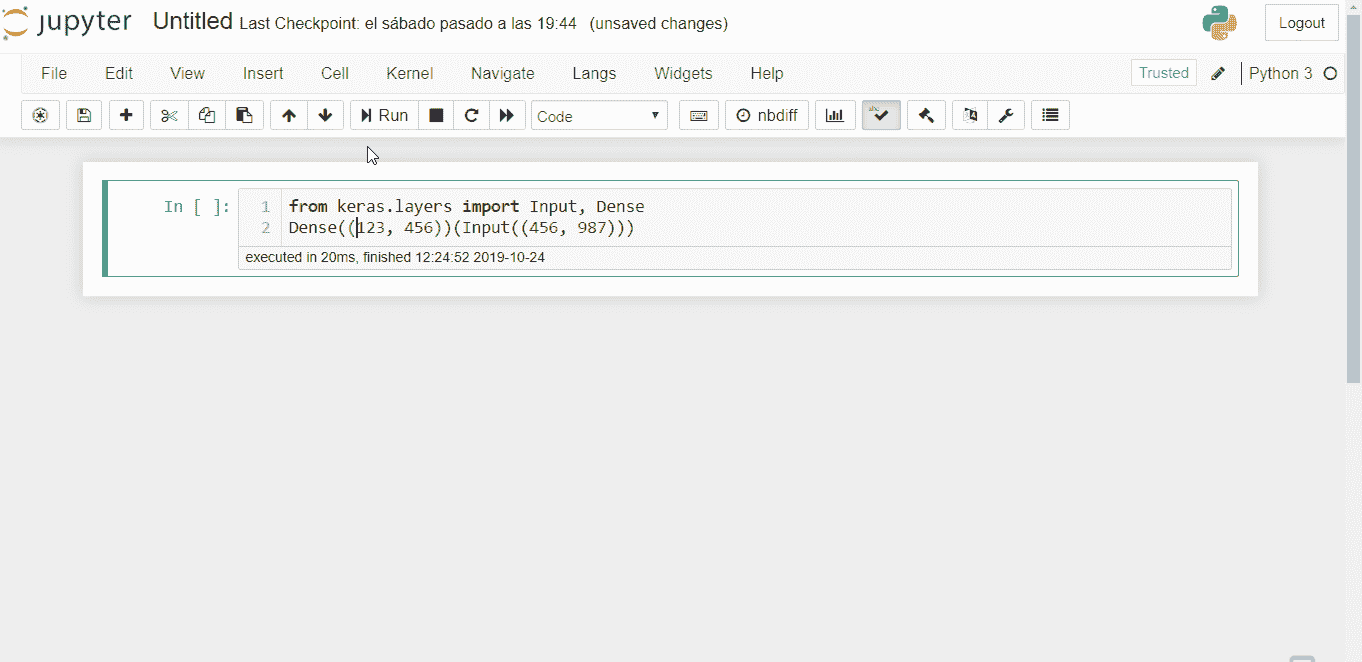 jupyter Untitled Last Checkpoint: el sábado pasado a las 19:44 (unsaved changes) Logout
File Edit View Insert Cell Kernel Navigate Langs Widgets Help Trusted Python 3
Run Code nbdiff abc
In [ ]: 1 from keras.layers import Input, Dense
2 Dense((123, 456))(Input((456, 987)))
executed in 20ms, finished 12:24:52 2019-10-24